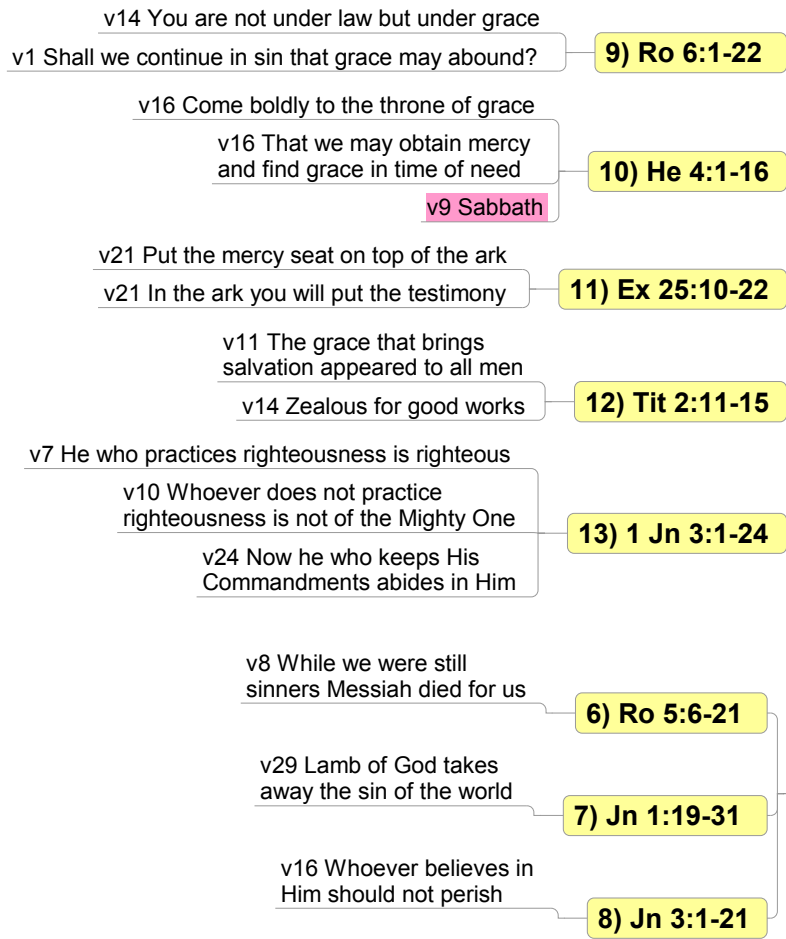 v14 You are not under law but under grace
v1 Shall we continue in sin that grace may abound?
9) Ro 6:1-22
v16 Come boldly to the throne of grace
v16 That we may obtain mercy
and find grace in time of need
v9 Sabbath
10) He 4:1-16
v21 Put the mercy seat on top of the ark
v21 In the ark you will put the testimony
11) Ex 25:10-22
v11 The grace that brings
salvation appeared to all men
v14 Zealous for good works
12) Tit 2:11-15
v7 He who practices righteousness is righteous
v10 Whoever does not practice
righteousness is not of the Mighty One
v24 Now he who keeps His
Commandments abides in Him
13) 1 Jn 3:1-24
v8 While we were still
sinners Messiah died for us
6) Ro 5:6-21
v29 Lamb of God takes
away the sin of the world
7) Jn 1:19-31
v16 Whoever believes in
Him should not perish
8) Jn 3:1-21